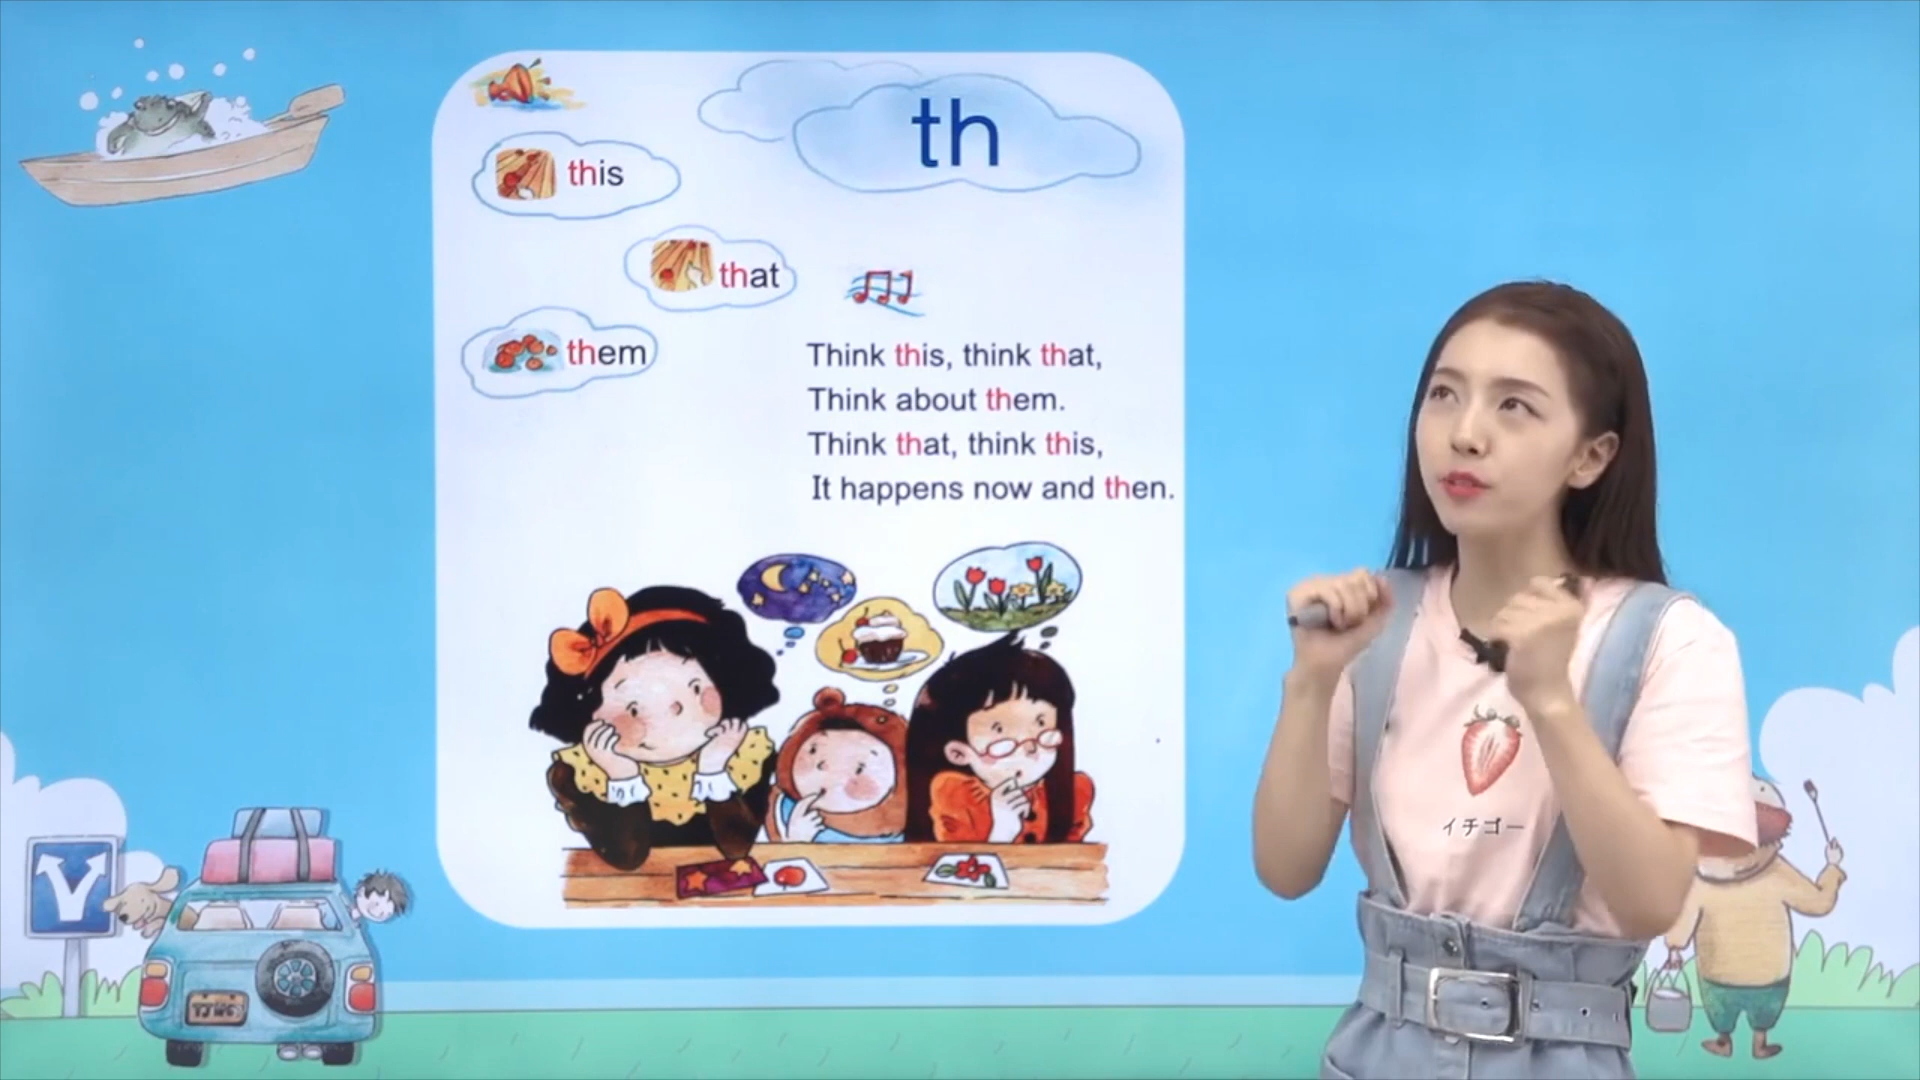 th
this
that
them
Think this, think that,
Think about them.
Think that, think this,
It happens now and then.
イチゴー